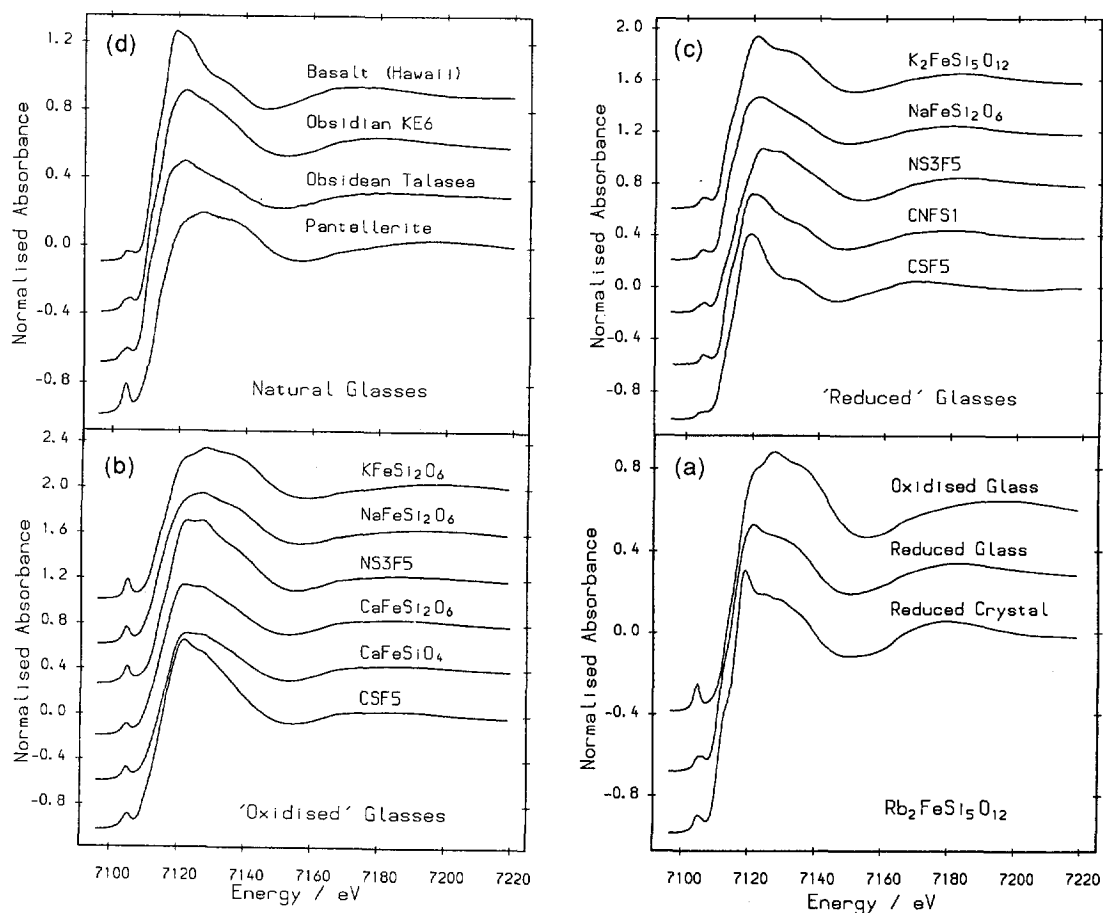 (d)
Basalt (Hawaii)
Obsidian KE6
Obsidean Talasea
Pantellerite
Natural Glasses
Normalised Absorbance
1.2
0.8
0.4
0.0
-0.4
-0.8
(c)
K₂FeSi₅O₁₂
NaFeSi₂O₆
NS3F5
CNFS1
CSF5
'Reduced' Glasses
Normalised Absorbance
2.0
1.6
1.2
0.8
0.4
0.0
-0.4
-0.8
(b)
KFeSi₂O₆
NaFeSi₂O₆
NS3F5
CaFeSi₂O₆
CaFeSiO₄
CSF5
'Oxidised' Glasses
Normalised Absorbance
2.4
2.0
1.6
1.2
0.8
0.4
0.0
-0.4
-0.8
7100 7120 7140 7160 7180 7200 7220
Energy / eV
(a)
Oxidised Glass
Reduced Glass
Reduced Crystal
Rb₂FeSi₅O₁₂
Normalised Absorbance
0.8
0.4
0.0
-0.4
-0.8
7100 7120 7140 7160 7180 7200 7220
Energy / eV